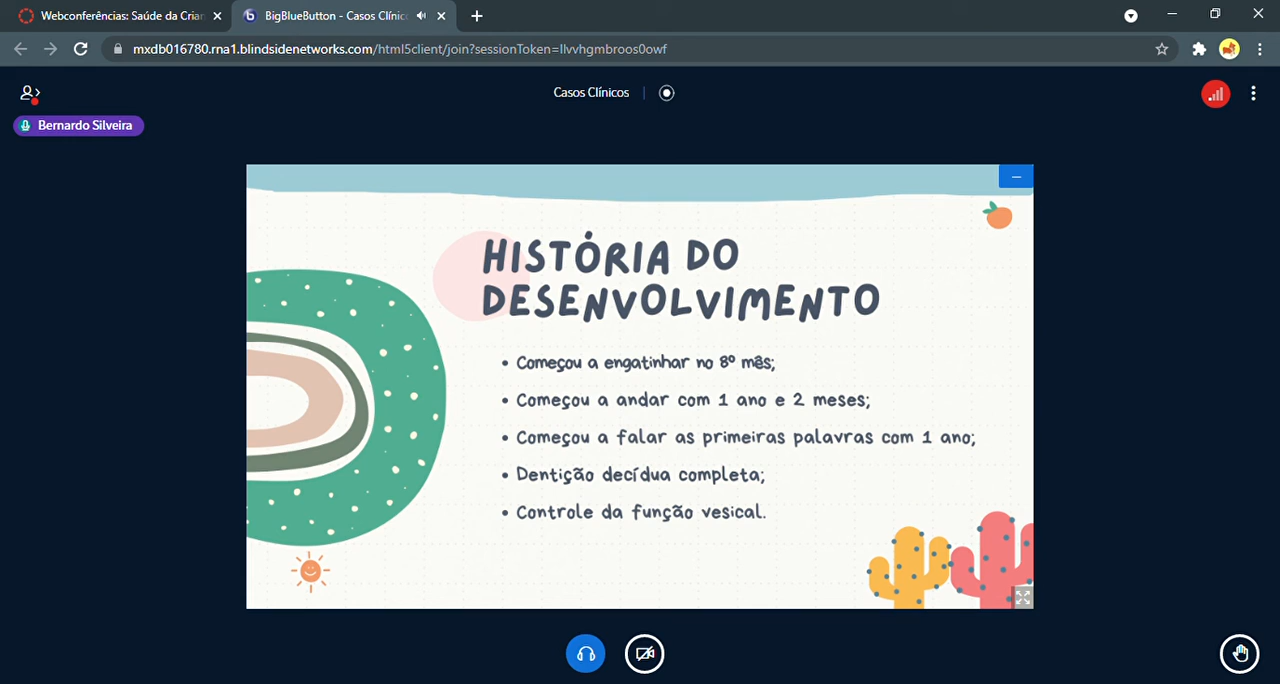 Webconferências: Saúde da Crian
BigBlueButton - Casos Clínic
mxdb016780.rna1.blindsidenetworks.com/html5client/join?sessionToken=llvvhgmbroos0owf
Casos Clínicos
Bernardo Silveira
HISTÓRIA DO
DESENVOLVIMENTO
• Começou a engatinhar no 8º mês;
• Começou a andar com 1 ano e 2 meses;
• Começou a falar as primeiras palavras com 1 ano;
• Dentição decídua completa;
• Controle da função vesical.